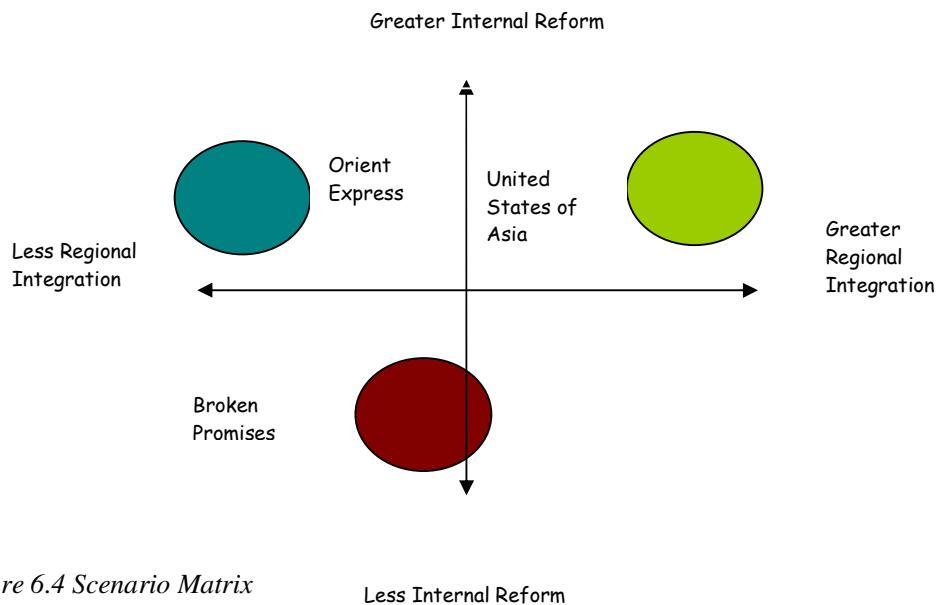 Greater Internal Reform
Orient
Express
United
States of
Asia
Less Regional
Integration
Greater
Regional
Integration
Broken
Promises
re 6.4 Scenario Matrix
Less Internal Reform